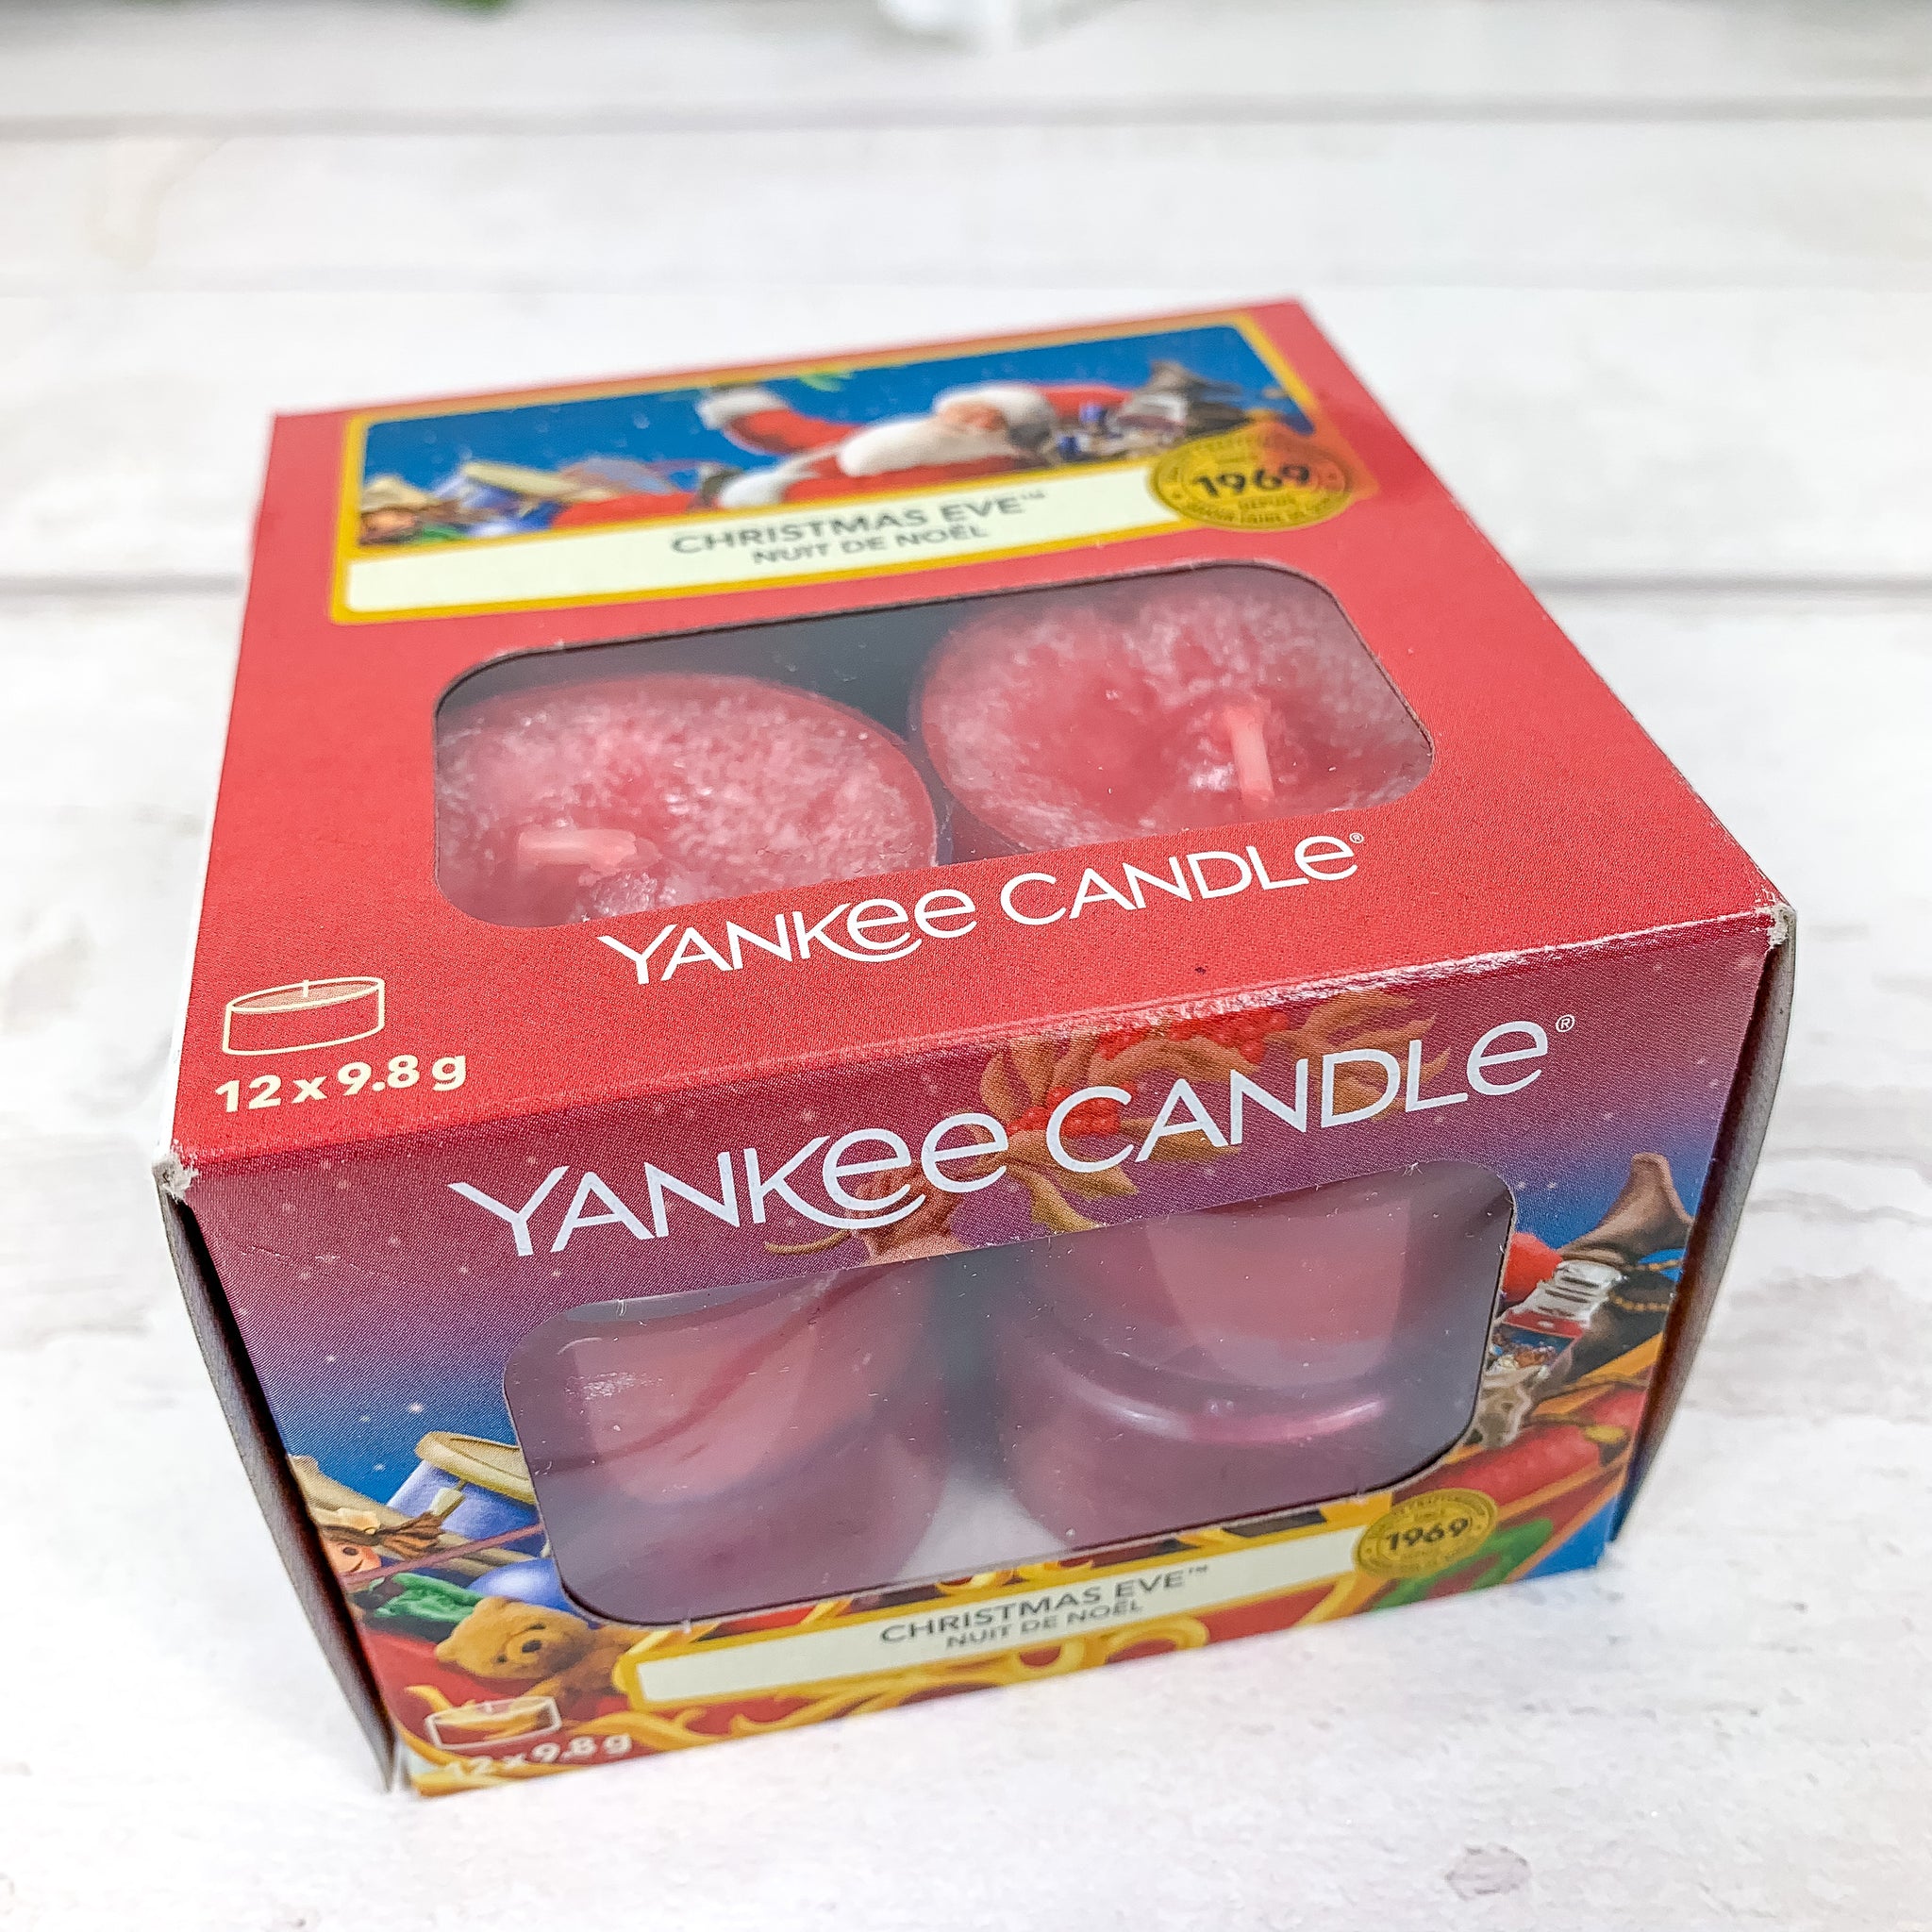 CHRISTMAS EVE™
NUIT DE NOËL
1969
DEPUIS
YANKEE CANDLE®
12 x 9.8 g
YANKEE CANDLE®
1969
CHRISTMAS EVE™
NUIT DE NOËL
12 x 9.8 g